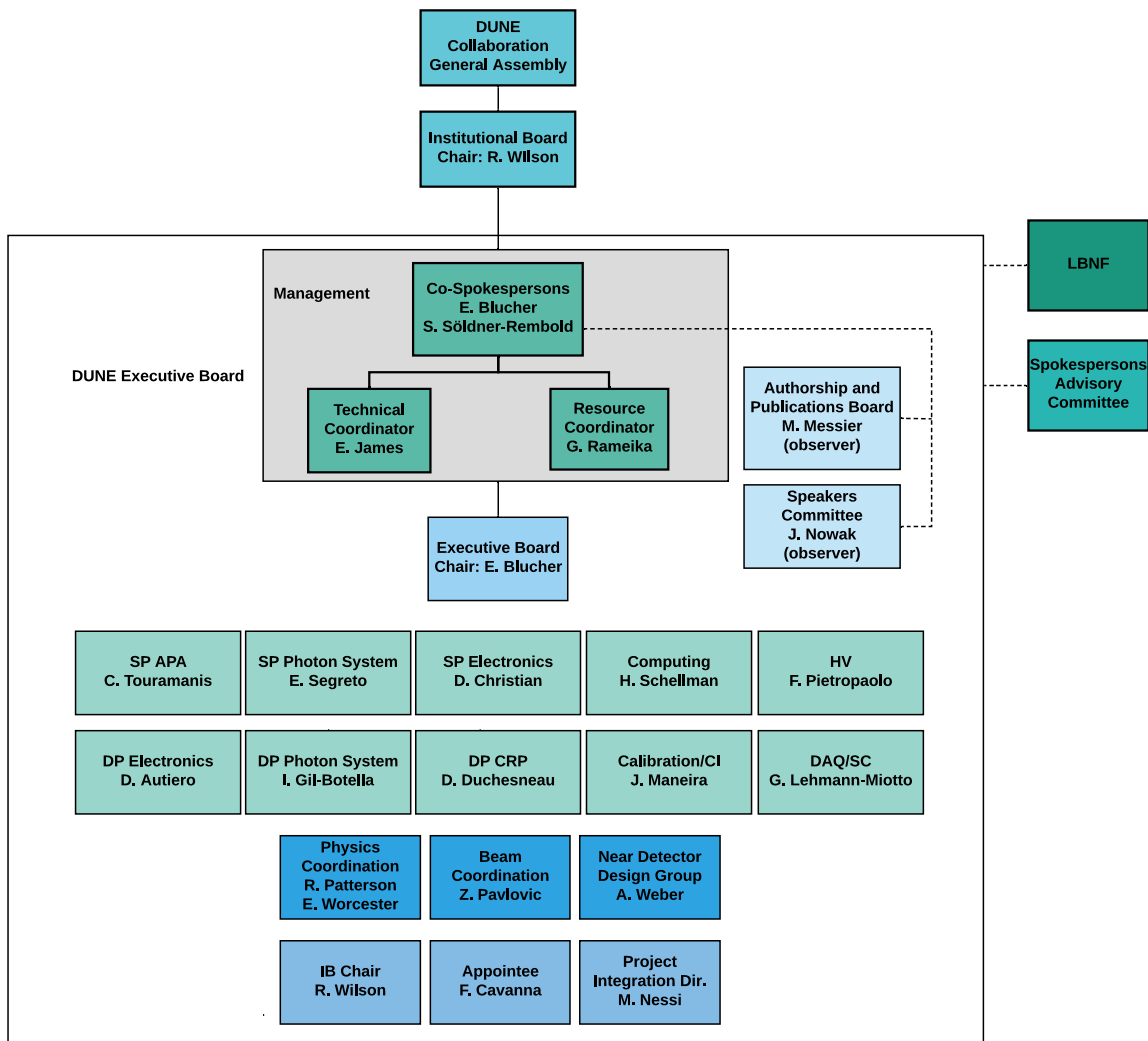 DUNE
Collaboration
General Assembly
Institutional Board
Chair: R. WIlson
LBNF
Management
Co-Spokespersons
E. Blucher
S. Söldner-Rembold
DUNE Executive Board
Technical
Coordinator
E. James
Resource
Coordinator
G. Rameika
Authorship and
Publications Board
M. Messier
(observer)
Spokespersons
Advisory
Committee
Speakers
Committee
J. Nowak
(observer)
Executive Board
Chair: E. Blucher
SP APA
C. Touramanis
SP Photon System
E. Segreto
SP Electronics
D. Christian
Computing
H. Schellman
HV
F. Pietropaolo
DP Electronics
D. Autiero
DP Photon System
I. Gil-Botella
DP CRP
D. Duchesneau
Calibration/CI
J. Maneira
DAQ/SC
G. Lehmann-Miotto
Physics
Coordination
R. Patterson
E. Worcester
Beam
Coordination
Z. Pavlovic
Near Detector
Design Group
A. Weber
IB Chair
R. Wilson
Appointee
F. Cavanna
Project
Integration Dir.
M. Nessi